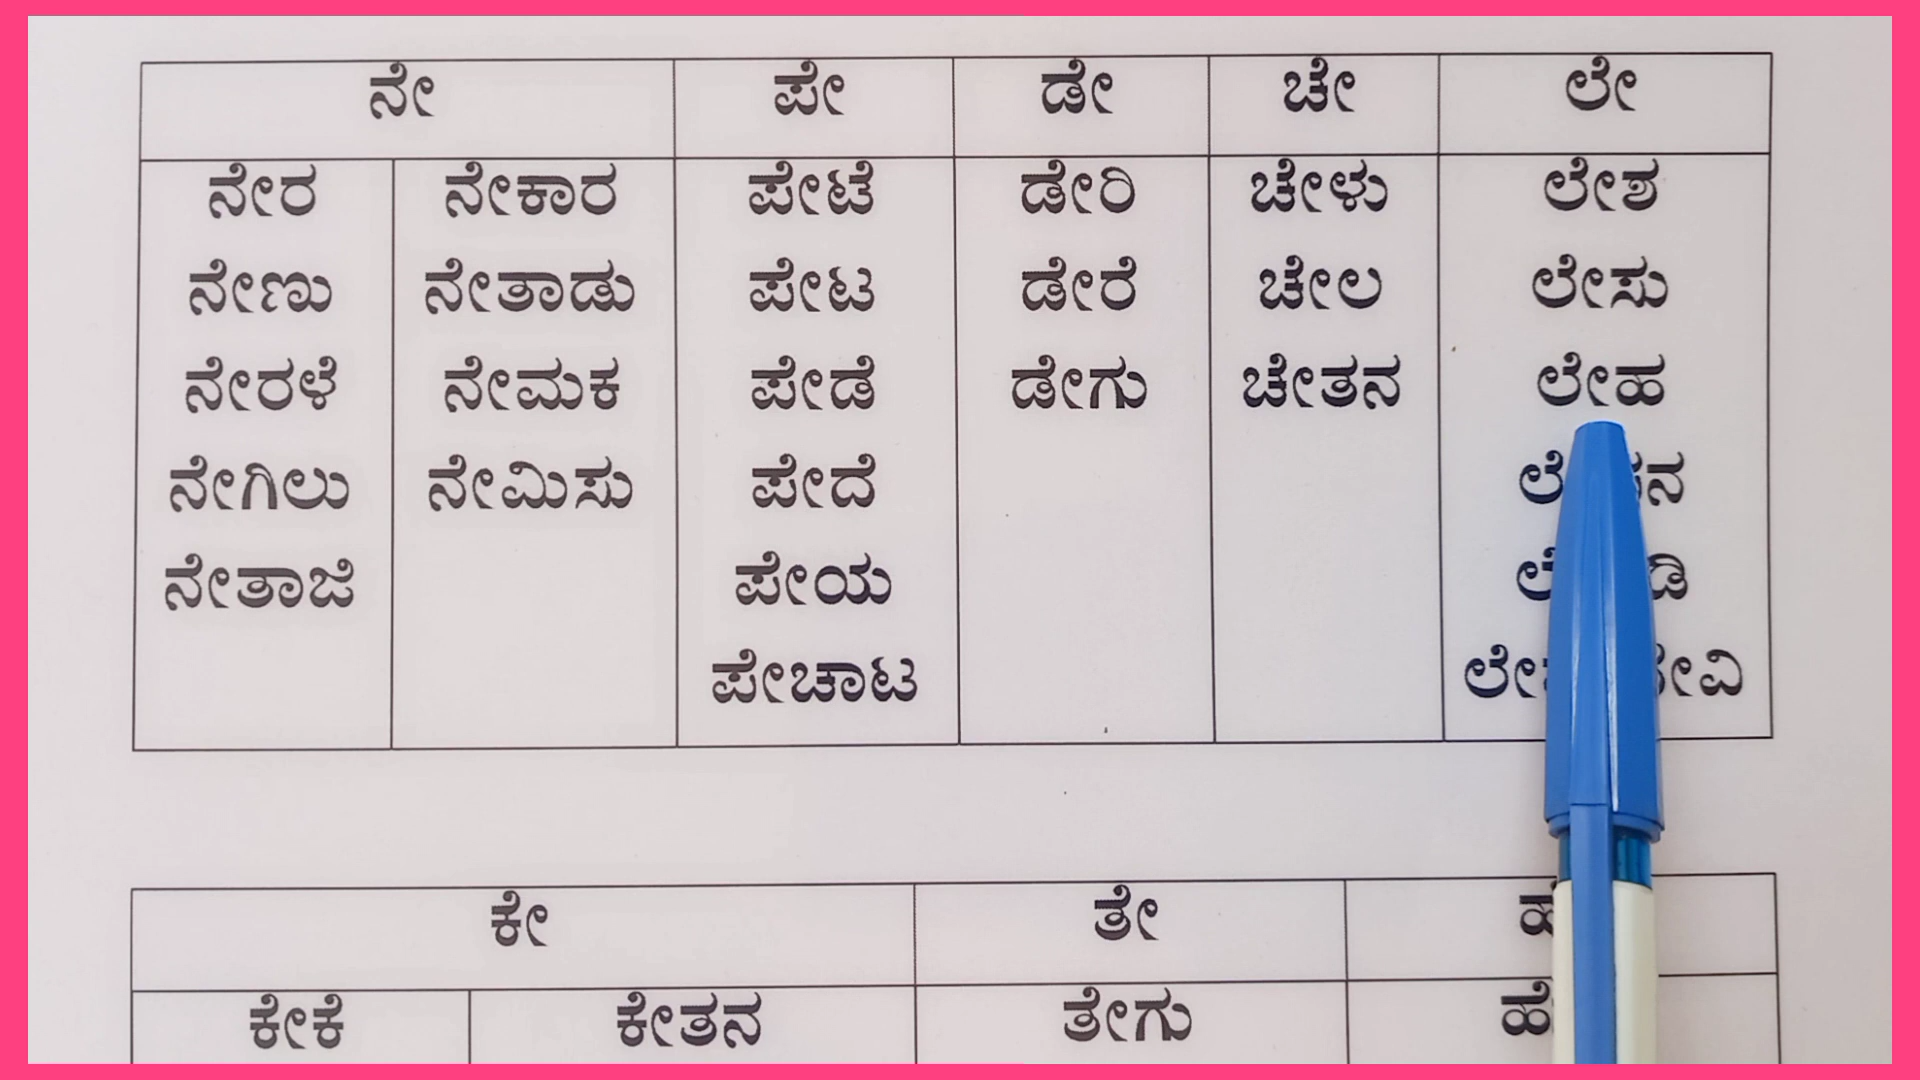 ನೇ ಪೇ ಡೇ ಚೇ ಲೇ
ನೇರ ನೇಕಾರ ಪೇಟೆ ಡೇರಿ ಚೇಳು ಲೇಶ
ನೇಣು ನೇತಾಡು ಪೇಟ ಡೇರೆ ಚೇಲ ಲೇಸು
ನೇರಳೆ ನೇಮಕ ಪೇಡೆ ಡೇಗು ಚೇತನ ಲೇಹ
ನೇಗಿಲು ನೇಮಿಸು ಪೇದೆ
ನೇತಾಜಿ ಪೇಯ
ಪೇಚಾಟ
ಕೇ ತೇ
ಕೇಕೆ ಕೇತನ ತೇಗು